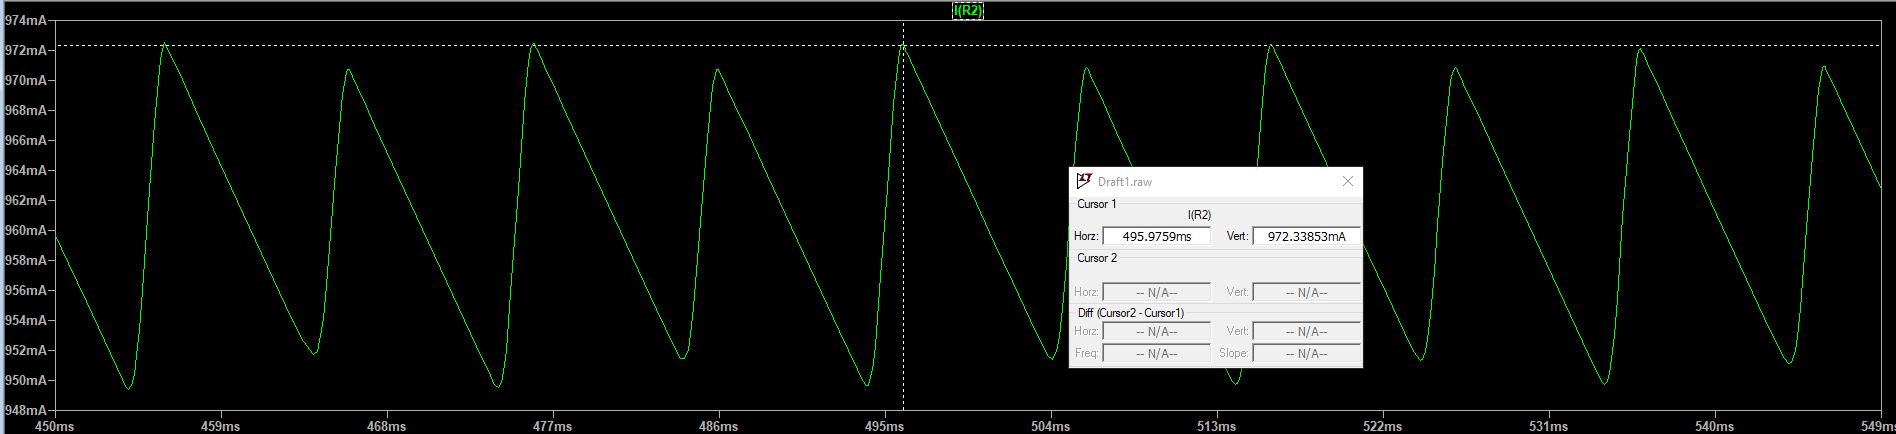 I(R2)
974mA
972mA
970mA
968mA
966mA
964mA
962mA
960mA
958mA
956mA
954mA
952mA
950mA
948mA
450ms 459ms 468ms 477ms 486ms 495ms 504ms 513ms 522ms 531ms 540ms 549ms
Draft1.raw
Cursor 1
I(R2)
Horz: 495.9759ms Vert: 972.33853mA
Cursor 2
Horz: -- N/A-- Vert: -- N/A--
Diff (Cursor2 - Cursor1)
Horz: -- N/A-- Vert: -- N/A--
Freq: -- N/A-- Slope: -- N/A--